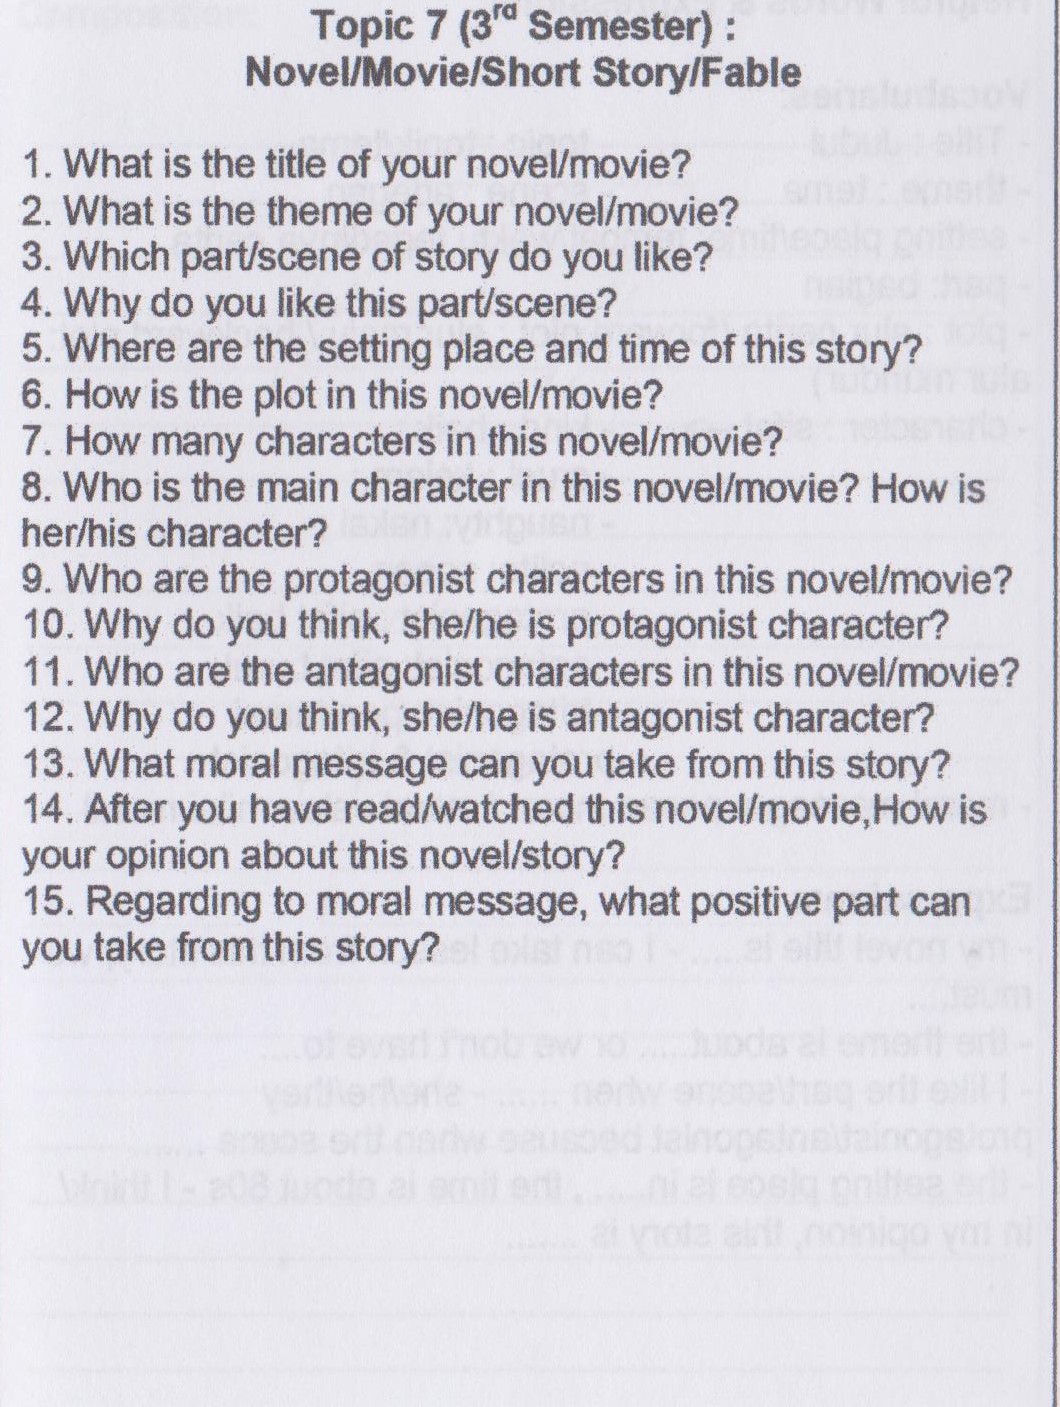 Topic 7 (3rd Semester) :
Novel/Movie/Short Story/Fable
1. What is the title of your novel/movie?
2. What is the theme of your novel/movie?
3. Which part/scene of story do you like?
4. Why do you like this part/scene?
5. Where are the setting place and time of this story?
6. How is the plot in this novel/movie?
7. How many characters in this novel/movie?
8. Who is the main character in this novel/movie? How is
her/his character?
9. Who are the protagonist characters in this novel/movie?
10. Why do you think, she/he is protagonist character?
11. Who are the antagonist characters in this novel/movie?
12. Why do you think, she/he is antagonist character?
13. What moral message can you take from this story?
14. After you have read/watched this novel/movie,How is
your opinion about this novel/story?
15. Regarding to moral message, what positive part can
you take from this story?